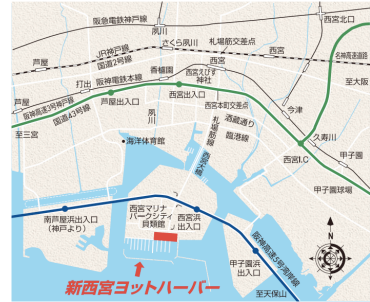 阪急電鉄神戸線
夙川
西宮北口
JR神戸線
国道2号線
さくら夙川
札場筋交差点
西宮
名神高速道路
芦屋
香櫨園
西宮えびす
神社
西宮
至大阪
打出
阪神電鉄本線
芦屋
阪神高速3号神戸線
国道43号線
芦屋出入口
西宮出入口
西宮本町交差点
今津
至三宮
夙川
札場筋線
酒蔵通り
臨港線
久寿川
海洋体育館
西宮大橋
西宮I.C
甲子園
甲子園球場
南芦屋浜出入口
(神戸より)
西宮マリナ
パークシティ
貝類館
西宮浜
出入口
甲子園浜
出入口
阪神高速5号湾岸線
N
新西宮ヨットハーバー
至天保山